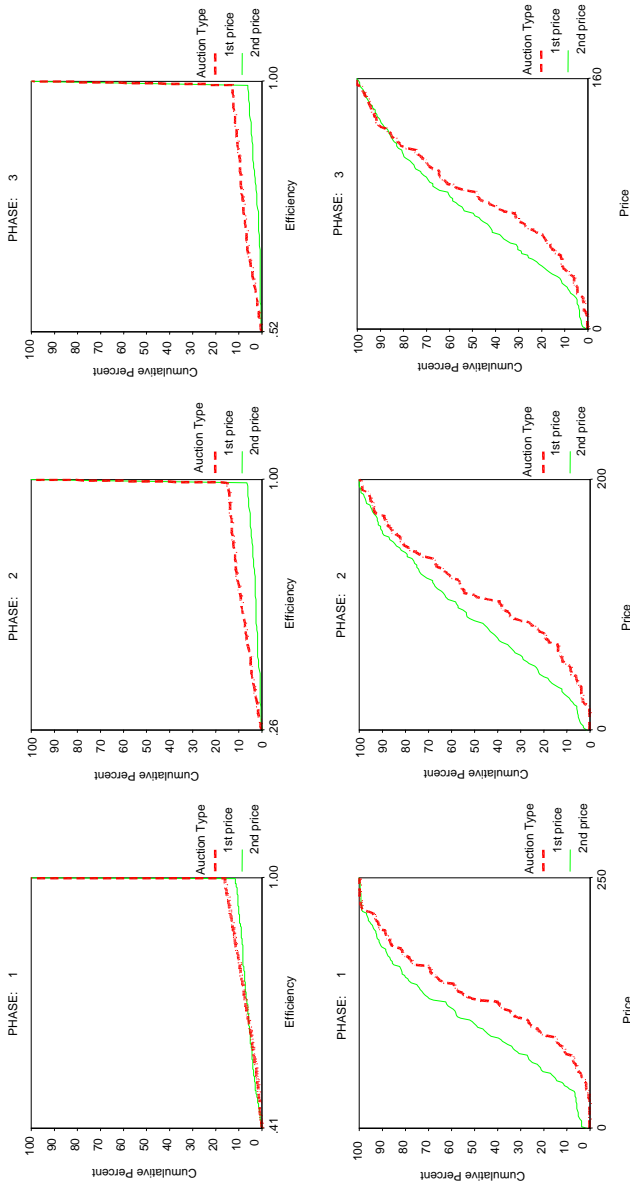 PHASE: 1
Cumulative Percent
100
90
80
70
60
50
40
30
20
10
0
.41
1.00
Efficiency
Auction Type
1st price
2nd price
PHASE: 2
Cumulative Percent
100
90
80
70
60
50
40
30
20
10
0
.26
1.00
Efficiency
Auction Type
1st price
2nd price
PHASE: 3
Cumulative Percent
100
90
80
70
60
50
40
30
20
10
0
.52
1.00
Efficiency
Auction Type
1st price
2nd price
PHASE: 1
Cumulative Percent
100
90
80
70
60
50
40
30
20
10
0
0
250
Price
Auction Type
1st price
2nd price
PHASE: 2
Cumulative Percent
100
90
80
70
60
50
40
30
20
10
0
0
200
Price
Auction Type
1st price
2nd price
PHASE: 3
Cumulative Percent
100
90
80
70
60
50
40
30
20
10
0
0
160
Price
Auction Type
1st price
2nd price